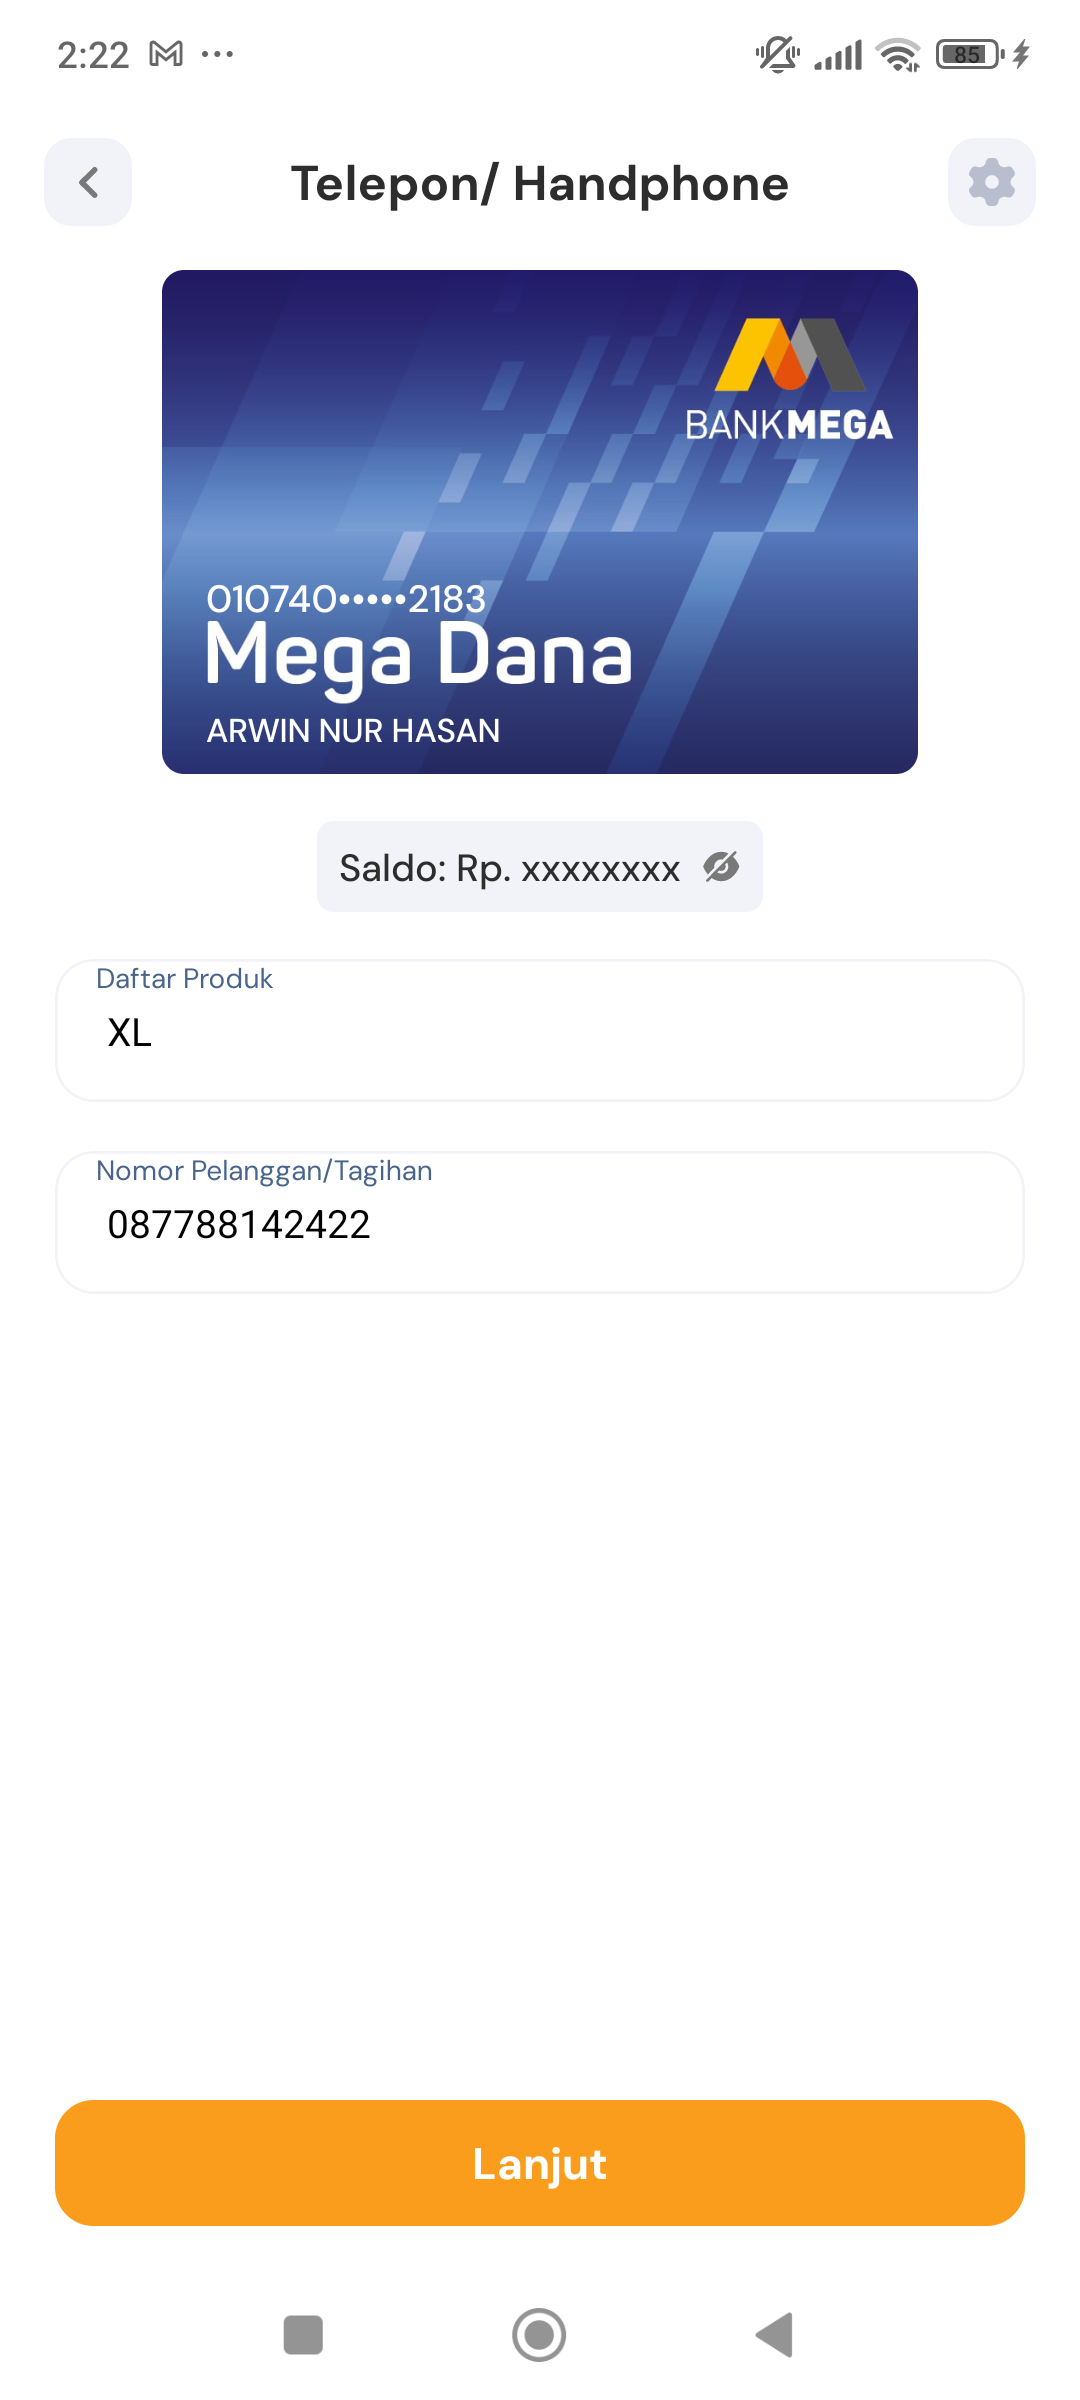 2:22
85
Telepon/ Handphone
BANKMEGA
010740•••••2183
Mega Dana
ARWIN NUR HASAN
Saldo: Rp. xxxxxxxx
Daftar Produk
XL
Nomor Pelanggan/Tagihan
087788142422
Lanjut